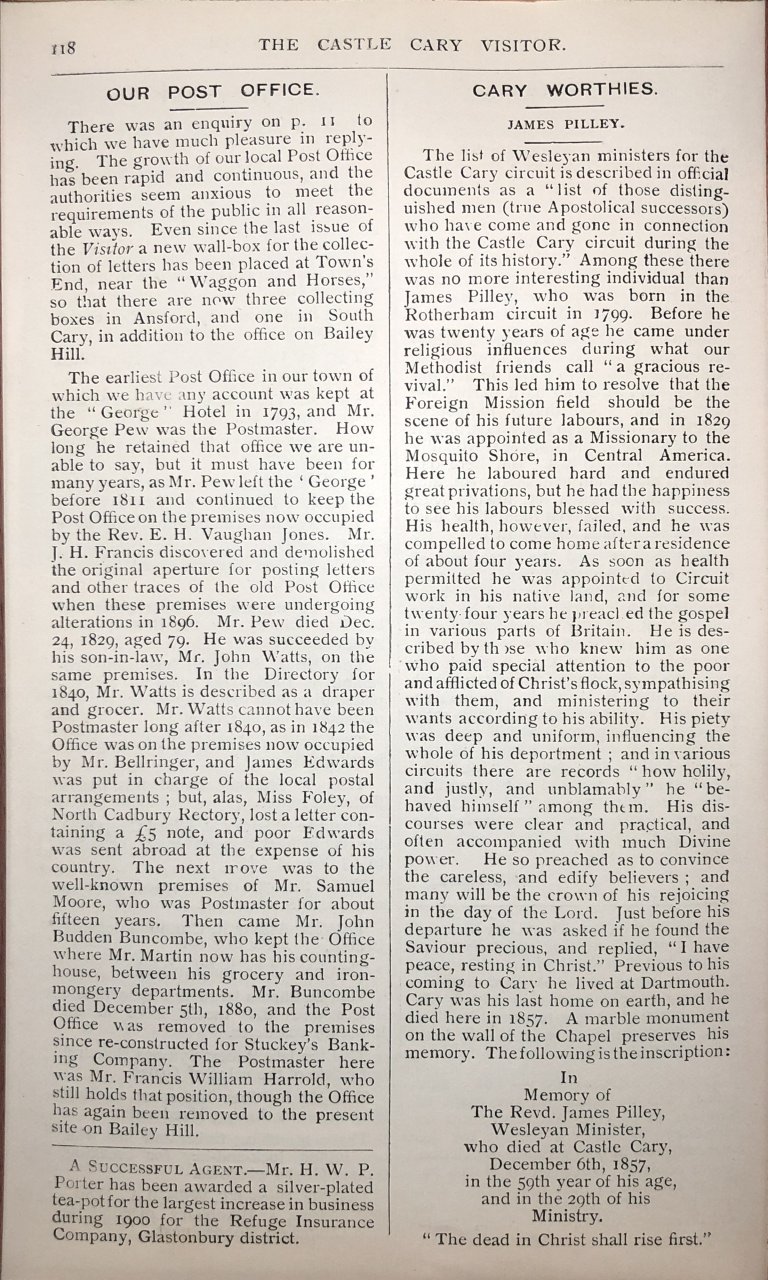 118
THE CASTLE CARY VISITOR.
OUR POST OFFICE.
There was an enquiry on p. 11 to
which we have much pleasure in reply-
ing. The growth of our local Post Office
has been rapid and continuous, and the
authorities seem anxious to meet the
requirements of the public in all reason-
able ways. Even since the last issue of
the Visitor a new wall-box for the collec-
tion of letters has been placed at Town's
End, near the "Waggon and Horses,"
so that there are now three collecting
boxes in Ansford, and one in South
Cary, in addition to the office on Bailey
Hill.
The earliest Post Office in our town of
which we have any account was kept at
the "George" Hotel in 1793, and Mr.
George Pew was the Postmaster. How
long he retained that office we are un-
able to say, but it must have been for
many years, as Mr. Pew left the 'George'
before 1811 and continued to keep the
Post Office on the premises now occupied
by the Rev. E. H. Vaughan Jones. Mr.
J. H. Francis discovered and demolished
the original aperture for posting letters
and other traces of the old Post Office
when these premises were undergoing
alterations in 1896. Mr. Pew died Dec.
24, 1829, aged 79. He was succeeded by
his son-in-law, Mr. John Watts, on the
same premises. In the Directory for
1840, Mr. Watts is described as a draper
and grocer. Mr. Watts cannot have been
Postmaster long after 1840, as in 1842 the
Office was on the premises now occupied
by Mr. Bellringer, and James Edwards
was put in charge of the local postal
arrangements ; but, alas, Miss Foley, of
North Cadbury Rectory, lost a letter con-
taining a £5 note, and poor Edwards
was sent abroad at the expense of his
country. The next move was to the
well-known premises of Mr. Samuel
Moore, who was Postmaster for about
fifteen years. Then came Mr. John
Budden Buncombe, who kept the Office
where Mr. Martin now has his counting-
house, between his grocery and iron-
mongery departments. Mr. Buncombe
died December 5th, 1880, and the Post
Office was removed to the premises
since re-constructed for Stuckey's Bank-
ing Company. The Postmaster here
was Mr. Francis William Harrold, who
still holds that position, though the Office
has again been removed to the present
site on Bailey Hill.
A SUCCESSFUL AGENT.—Mr. H. W. P.
Porter has been awarded a silver-plated
tea-pot for the largest increase in business
during 1900 for the Refuge Insurance
Company, Glastonbury district.
CARY WORTHIES.
JAMES PILLEY.
The list of Wesleyan ministers for the
Castle Cary circuit is described in official
documents as a "list of those disting-
uished men (true Apostolical successors)
who have come and gone in connection
with the Castle Cary circuit during the
whole of its history." Among these there
was no more interesting individual than
James Pilley, who was born in the
Rotherham circuit in 1799. Before he
was twenty years of age he came under
religious influences during what our
Methodist friends call "a gracious re-
vival." This led him to resolve that the
Foreign Mission field should be the
scene of his future labours, and in 1829
he was appointed as a Missionary to the
Mosquito Shore, in Central America.
Here he laboured hard and endured
great privations, but he had the happiness
to see his labours blessed with success.
His health, however, failed, and he was
compelled to come home after a residence
of about four years. As soon as health
permitted he was appointed to Circuit
work in his native land, and for some
twenty-four years he preached the gospel
in various parts of Britain. He is des-
cribed by those who knew him as one
who paid special attention to the poor
and afflicted of Christ's flock, sympathising
with them, and ministering to their
wants according to his ability. His piety
was deep and uniform, influencing the
whole of his deportment ; and in various
circuits there are records "how holily,
and justly, and unblamably" he "be-
haved himself" among them. His dis-
courses were clear and practical, and
often accompanied with much Divine
power. He so preached as to convince
the careless, and edify believers ; and
many will be the crown of his rejoicing
in the day of the Lord. Just before his
departure he was asked if he found the
Saviour precious, and replied, "I have
peace, resting in Christ." Previous to his
coming to Cary he lived at Dartmouth.
Cary was his last home on earth, and he
died here in 1857. A marble monument
on the wall of the Chapel preserves his
memory. The following is the inscription:
In
Memory of
The Revd. James Pilley,
Wesleyan Minister,
who died at Castle Cary,
December 6th, 1857,
in the 59th year of his age,
and in the 29th of his
Ministry.
"The dead in Christ shall rise first."